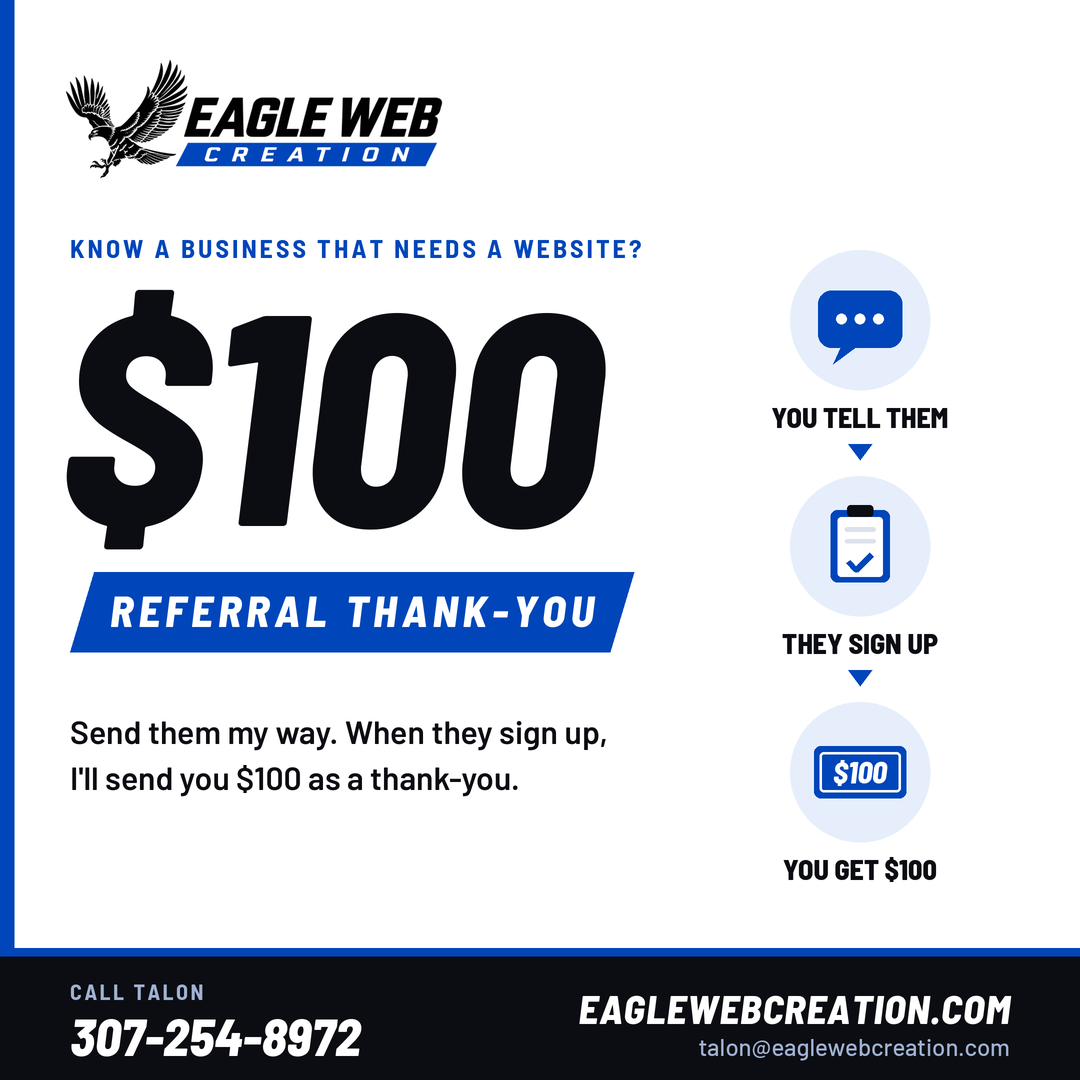 EAGLE WEB
CREATION
KNOW A BUSINESS THAT NEEDS A WEBSITE?
$100
REFERRAL THANK-YOU
Send them my way. When they sign up,
I'll send you $100 as a thank-you.
YOU TELL THEM
THEY SIGN UP
$100
YOU GET $100
CALL TALON
307-254-8972
EAGLEWEBCREATION.COM
talon@eaglewebcreation.com